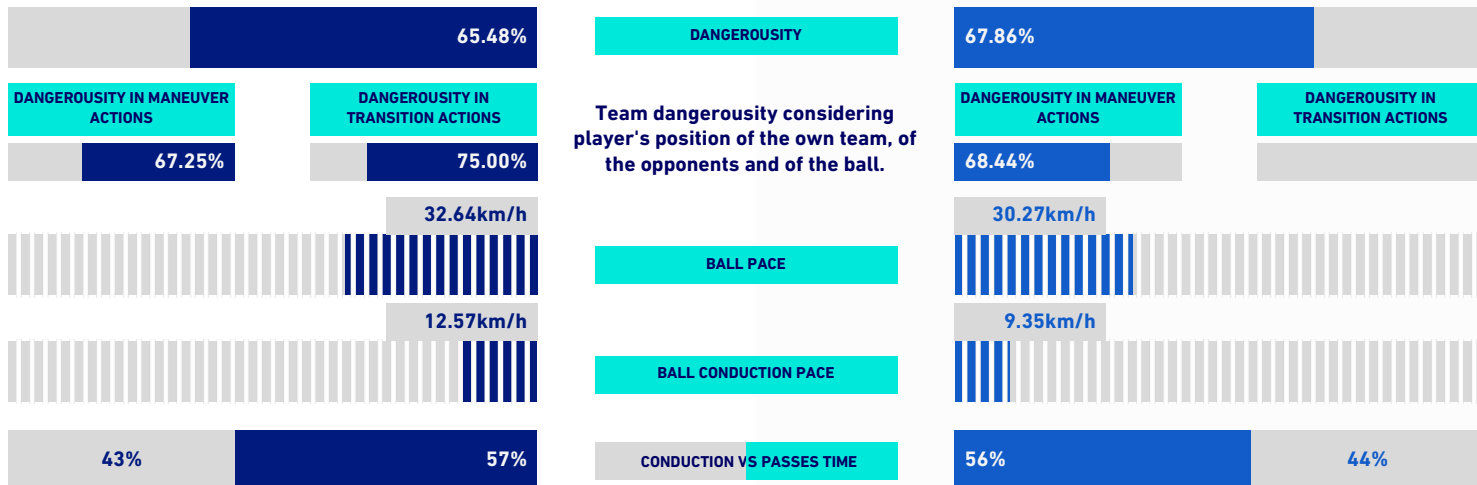 65.48%
DANGEROUSITY
67.86%
DANGEROUSITY IN MANEUVER
ACTIONS
DANGEROUSITY IN
TRANSITION ACTIONS
67.25%
75.00%
Team dangerousity considering
player's position of the own team, of
the opponents and of the ball.
DANGEROUSITY IN MANEUVER
ACTIONS
DANGEROUSITY IN
TRANSITION ACTIONS
68.44%
32.64km/h
BALL PACE
30.27km/h
12.57km/h
BALL CONDUCTION PACE
9.35km/h
43%
57%
CONDUCTION VS PASSES TIME
56%
44%